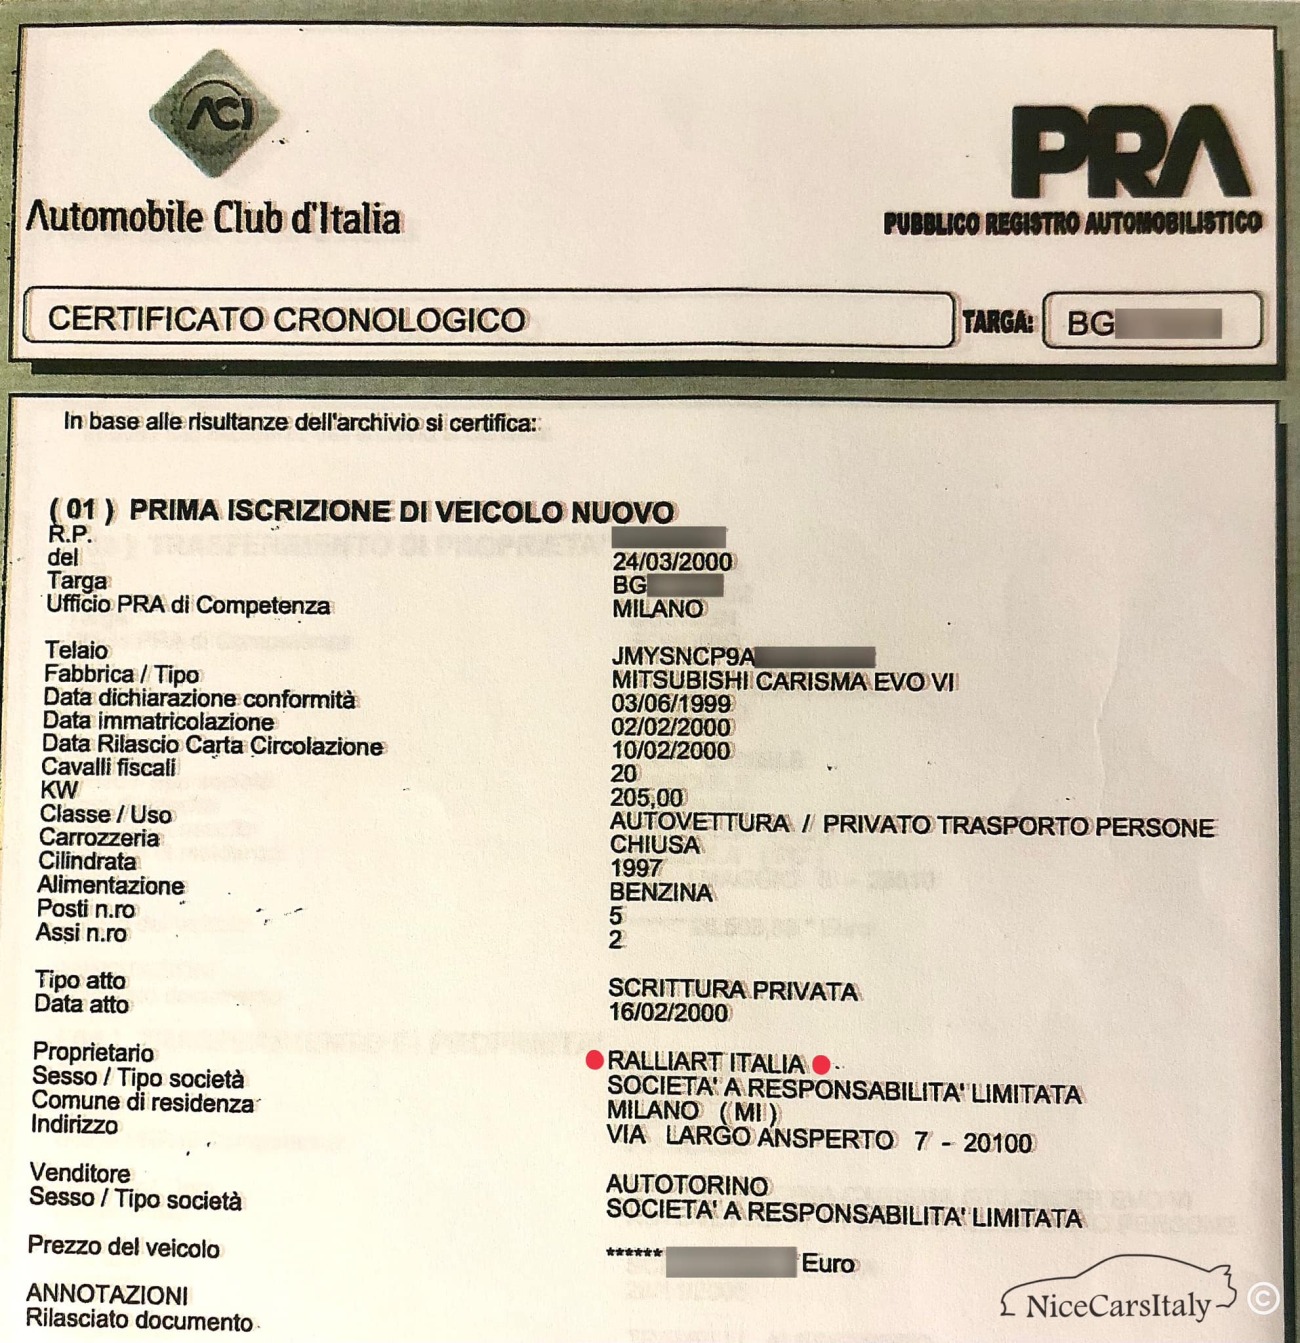 ACI
Automobile Club d'Italia
PRA
PUBBLICO REGISTRO AUTOMOBILISTICO
CERTIFICATO CRONOLOGICO TARGA: BG
In base alle risultanze dell'archivio si certifica:
( 01 ) PRIMA ISCRIZIONE DI VEICOLO NUOVO
R.P.
del 24/03/2000
Targa BG
Ufficio PRA di Competenza MILANO
Telaio JMYSNCP9A
Fabbrica / Tipo MITSUBISHI CARISMA EVO VI
Data dichiarazione conformità 03/06/1999
Data immatricolazione 02/02/2000
Data Rilascio Carta Circolazione 10/02/2000
Cavalli fiscali 20
KW 205,00
Classe / Uso AUTOVETTURA / PRIVATO TRASPORTO PERSONE
Carrozzeria CHIUSA
Cilindrata 1997
Alimentazione BENZINA
Posti n.ro 5
Assi n.ro 2
Tipo atto SCRITTURA PRIVATA
Data atto 16/02/2000
Proprietario RALLIART ITALIA
Sesso / Tipo società SOCIETA' A RESPONSABILITA' LIMITATA
Comune di residenza MILANO ( MI )
Indirizzo VIA LARGO ANSPERTO 7 - 20100
Venditore AUTOTORINO
Sesso / Tipo società SOCIETA' A RESPONSABILITA' LIMITATA
Prezzo del veicolo ****** Euro
ANNOTAZIONI
Rilasciato documento
NiceCarsItaly ©